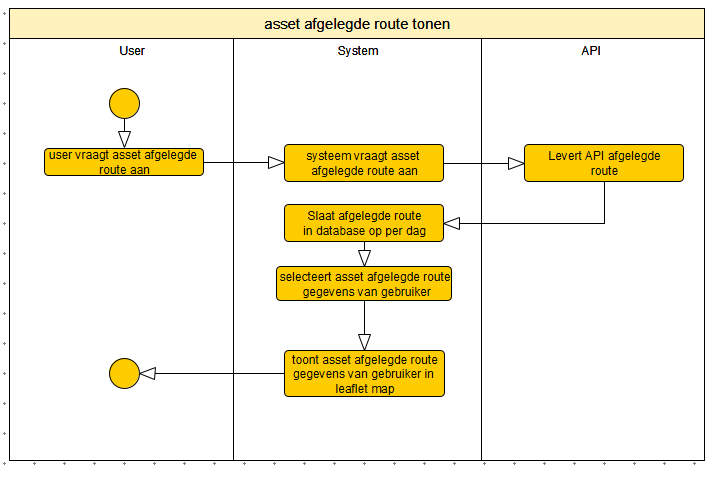 asset afgelegde route tonen
User
System
API
user vraagt asset afgelegde
route aan
systeem vraagt asset
afgelegde route aan
Levert API afgelegde
route
Slaat afgelegde route
in database op per dag
selecteert asset afgelegde route
gegevens van gebruiker
toont asset afgelegde route
gegevens van gebruiker in
leaflet map